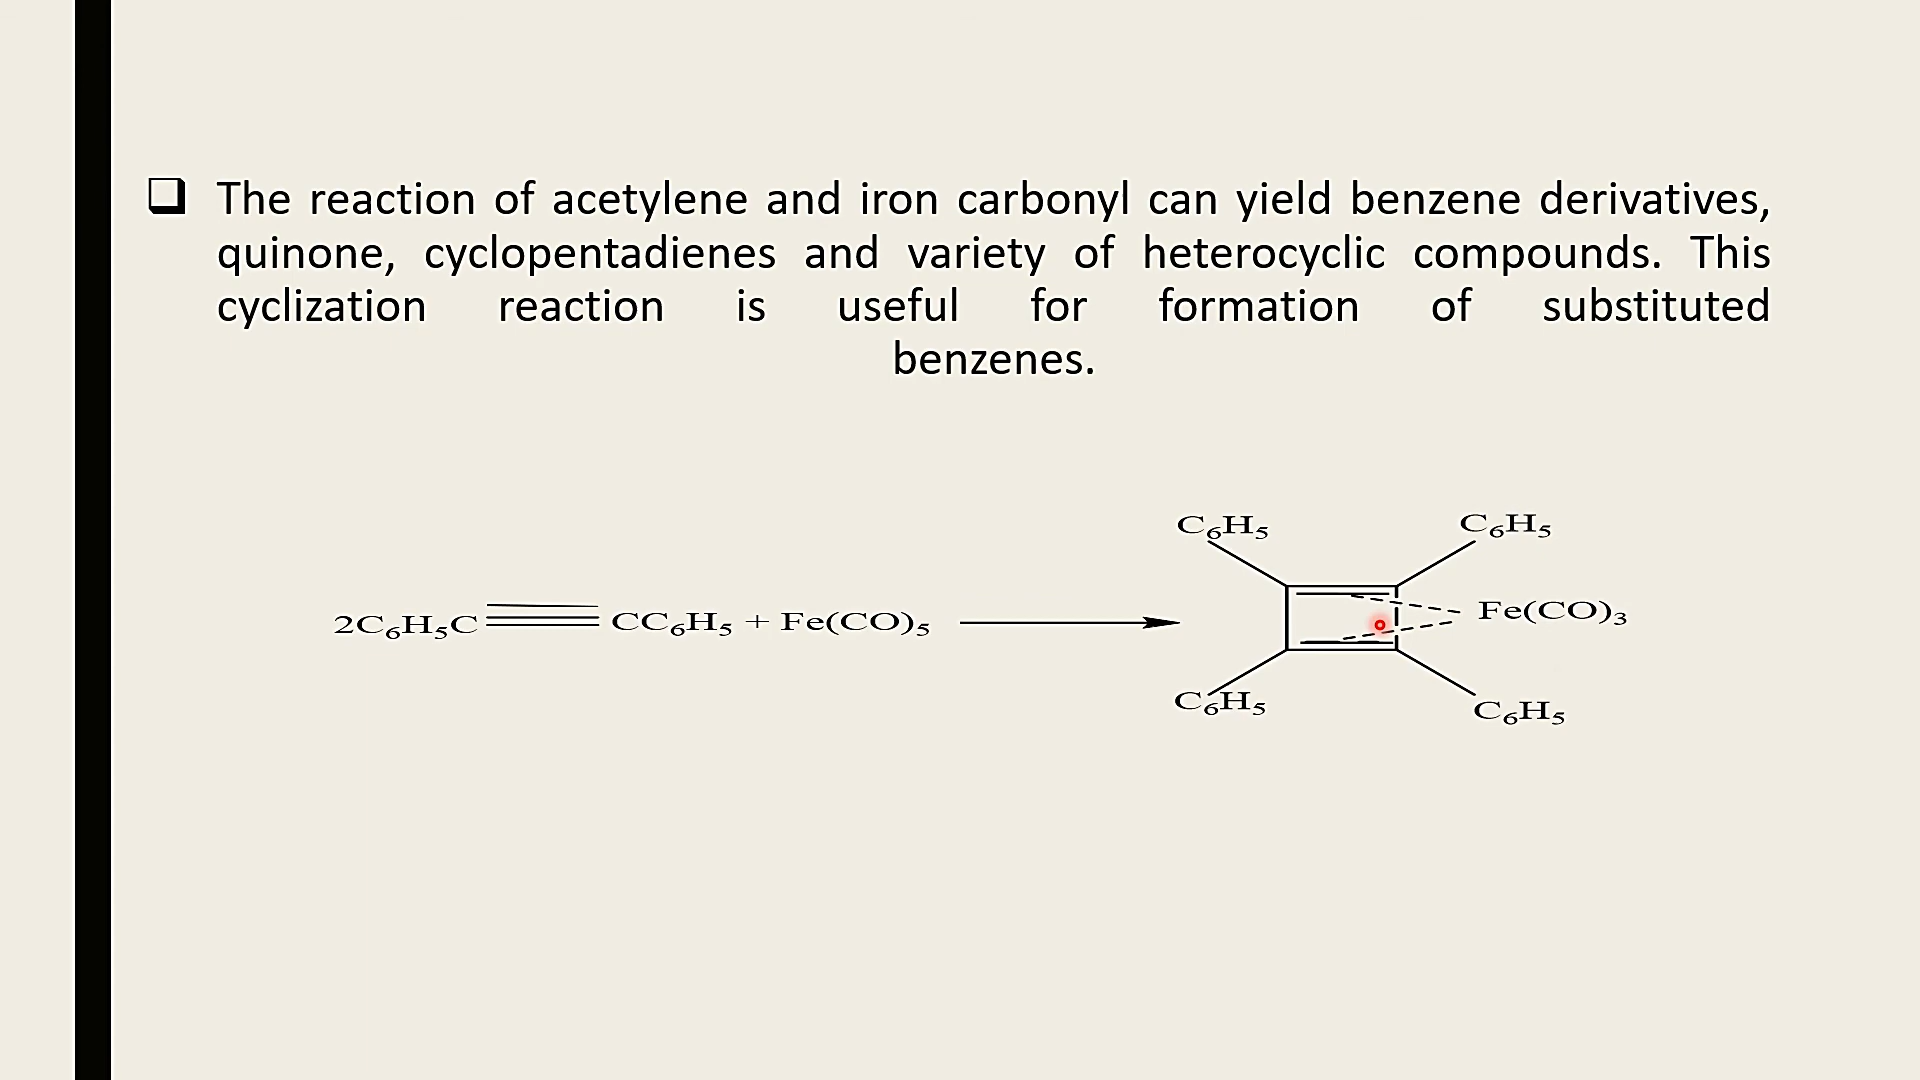 ❑ The reaction of acetylene and iron carbonyl can yield benzene derivatives,
quinone, cyclopentadienes and variety of heterocyclic compounds. This
cyclization reaction is useful for formation of substituted
benzenes.
C₆H₅ C₆H₅
2C₆H₅C≡CC₆H₅ + Fe(CO)₅ → Fe(CO)₃
C₆H₅ C₆H₅